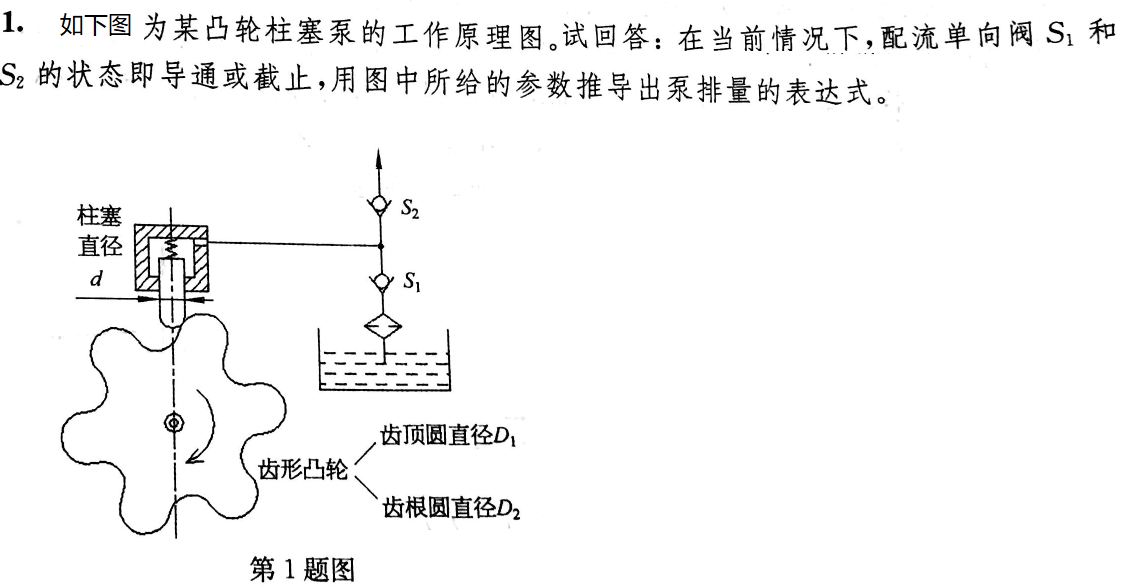 1. 如下图 为某凸轮柱塞泵的工作原理图。试回答：在当前情况下，配流单向阀 S₁ 和
S₂ 的状态即导通或截止，用图中所给的参数推导出泵排量的表达式。
柱塞
直径
d
S₂
S₁
齿形凸轮
齿顶圆直径D₁
齿根圆直径D₂
第 1 题图